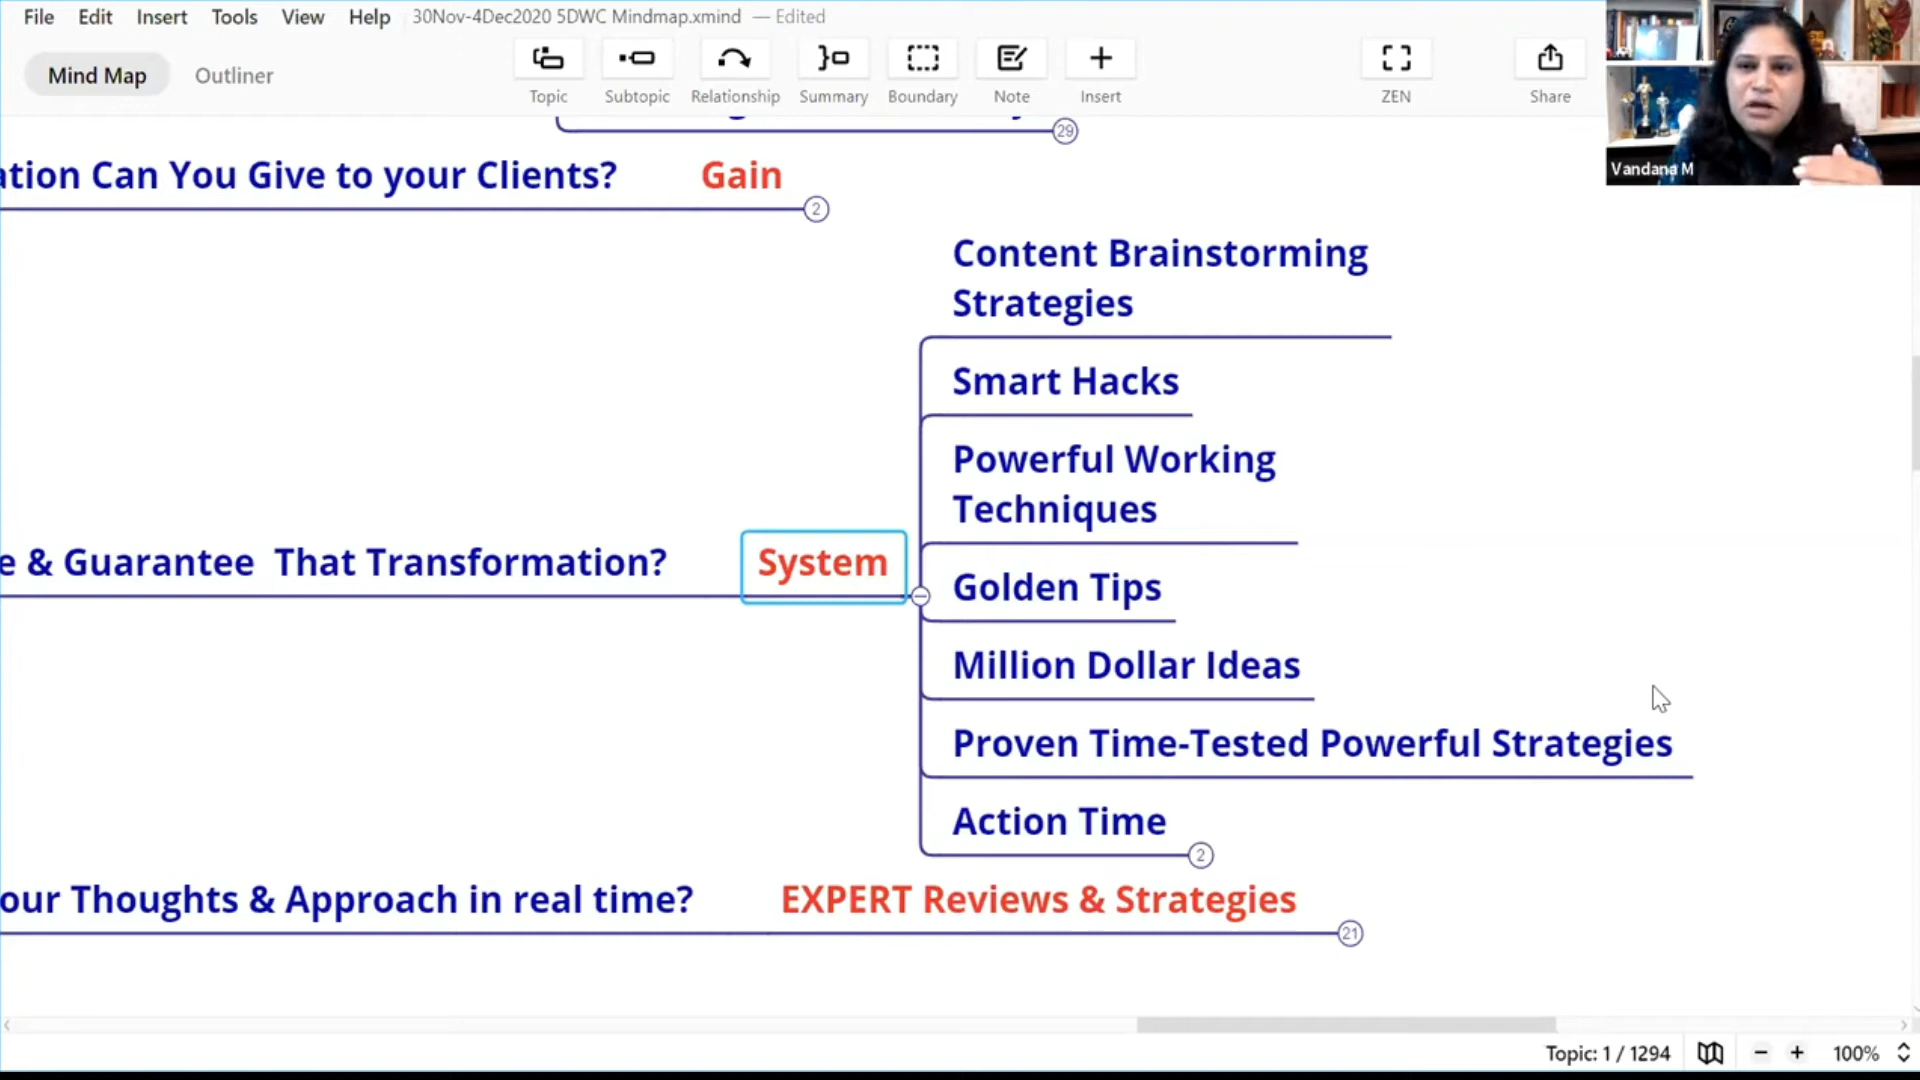 File Edit Insert Tools View Help 30Nov-4Dec2020 5DWC Mindmap.xmind — Edited
Mind Map Outliner
Topic Subtopic Relationship Summary Boundary Note Insert ZEN Share
Vandana M
29
ation Can You Give to your Clients? Gain
2
Content Brainstorming
Strategies
Smart Hacks
Powerful Working
Techniques
e & Guarantee That Transformation? System
Golden Tips
Million Dollar Ideas
Proven Time-Tested Powerful Strategies
Action Time
2
our Thoughts & Approach in real time? EXPERT Reviews & Strategies
21
Topic: 1 / 1294 100%